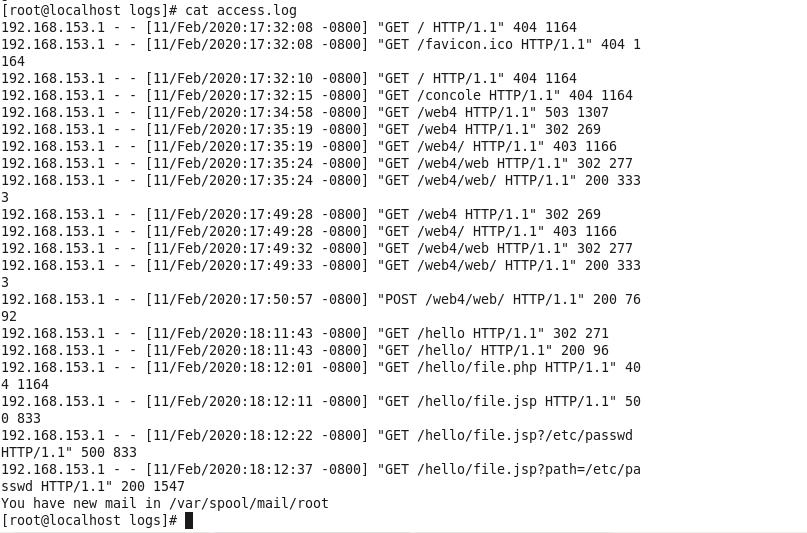 [root@localhost logs]# cat access.log
192.168.153.1 - - [11/Feb/2020:17:32:08 -0800] "GET / HTTP/1.1" 404 1164
192.168.153.1 - - [11/Feb/2020:17:32:08 -0800] "GET /favicon.ico HTTP/1.1" 404 1
164
192.168.153.1 - - [11/Feb/2020:17:32:10 -0800] "GET / HTTP/1.1" 404 1164
192.168.153.1 - - [11/Feb/2020:17:32:15 -0800] "GET /concole HTTP/1.1" 404 1164
192.168.153.1 - - [11/Feb/2020:17:34:58 -0800] "GET /web4 HTTP/1.1" 503 1307
192.168.153.1 - - [11/Feb/2020:17:35:19 -0800] "GET /web4 HTTP/1.1" 302 269
192.168.153.1 - - [11/Feb/2020:17:35:19 -0800] "GET /web4/ HTTP/1.1" 403 1166
192.168.153.1 - - [11/Feb/2020:17:35:24 -0800] "GET /web4/web HTTP/1.1" 302 277
192.168.153.1 - - [11/Feb/2020:17:35:24 -0800] "GET /web4/web/ HTTP/1.1" 200 333
3
192.168.153.1 - - [11/Feb/2020:17:49:28 -0800] "GET /web4 HTTP/1.1" 302 269
192.168.153.1 - - [11/Feb/2020:17:49:28 -0800] "GET /web4/ HTTP/1.1" 403 1166
192.168.153.1 - - [11/Feb/2020:17:49:32 -0800] "GET /web4/web HTTP/1.1" 302 277
192.168.153.1 - - [11/Feb/2020:17:49:33 -0800] "GET /web4/web/ HTTP/1.1" 200 333
3
192.168.153.1 - - [11/Feb/2020:17:50:57 -0800] "POST /web4/web/ HTTP/1.1" 200 76
92
192.168.153.1 - - [11/Feb/2020:18:11:43 -0800] "GET /hello HTTP/1.1" 302 271
192.168.153.1 - - [11/Feb/2020:18:11:43 -0800] "GET /hello/ HTTP/1.1" 200 96
192.168.153.1 - - [11/Feb/2020:18:12:01 -0800] "GET /hello/file.php HTTP/1.1" 40
4 1164
192.168.153.1 - - [11/Feb/2020:18:12:11 -0800] "GET /hello/file.jsp HTTP/1.1" 50
0 833
192.168.153.1 - - [11/Feb/2020:18:12:22 -0800] "GET /hello/file.jsp?/etc/passwd
HTTP/1.1" 500 833
192.168.153.1 - - [11/Feb/2020:18:12:37 -0800] "GET /hello/file.jsp?path=/etc/pa
sswd HTTP/1.1" 200 1547
You have new mail in /var/spool/mail/root
[root@localhost logs]#